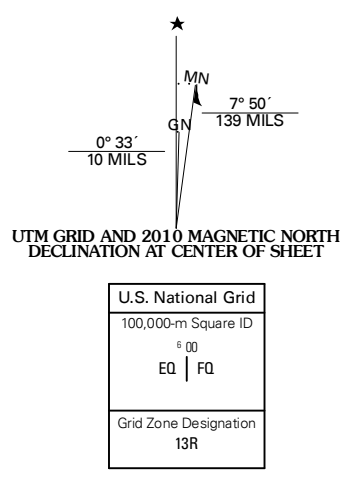 MN
7° 50´
139 MILS
GN
0° 33´
10 MILS
UTM GRID AND 2010 MAGNETIC NORTH
DECLINATION AT CENTER OF SHEET
U.S. National Grid
100,000-m Square ID
6 00
EQ FQ
Grid Zone Designation
13R